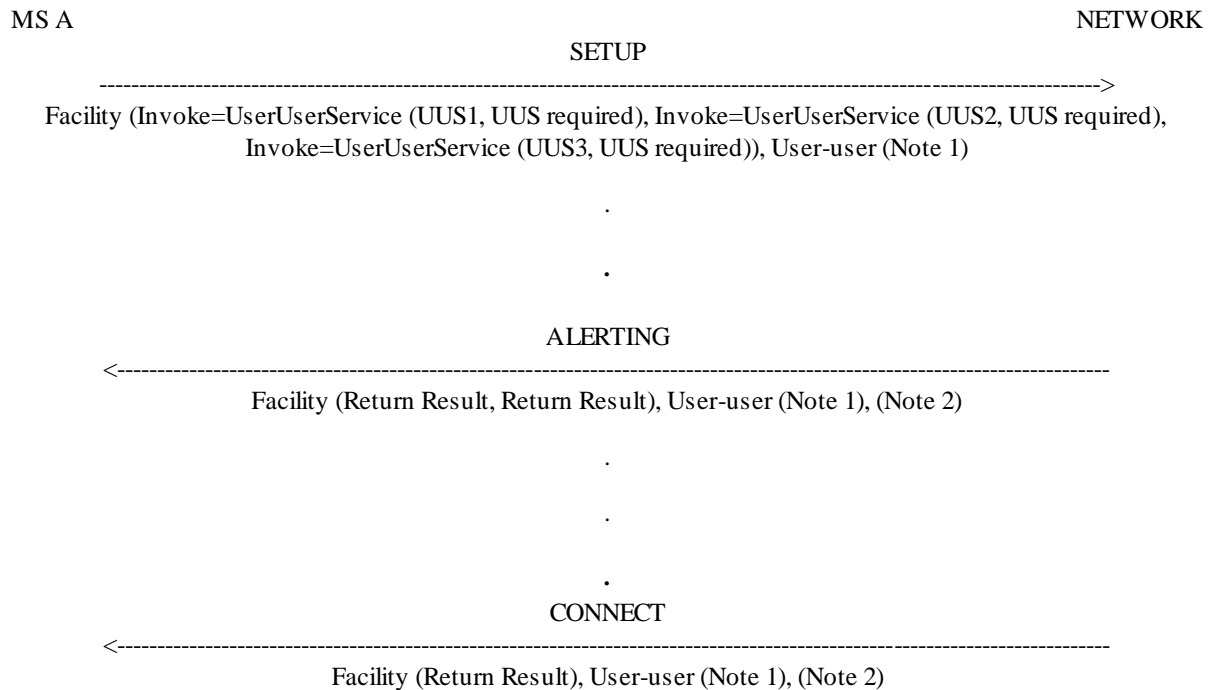 MS A NETWORK
SETUP
-------------------------------------------------------------------------------------------------------------------------------->
Facility (Invoke=UserUserService (UUS1, UUS required), Invoke=UserUserService (UUS2, UUS required),
Invoke=UserUserService (UUS3, UUS required)), User-user (Note 1)
.
.
ALERTING
<--------------------------------------------------------------------------------------------------------------------------------
Facility (Return Result, Return Result), User-user (Note 1), (Note 2)
.
.
.
CONNECT
<--------------------------------------------------------------------------------------------------------------------------------
Facility (Return Result), User-user (Note 1), (Note 2)